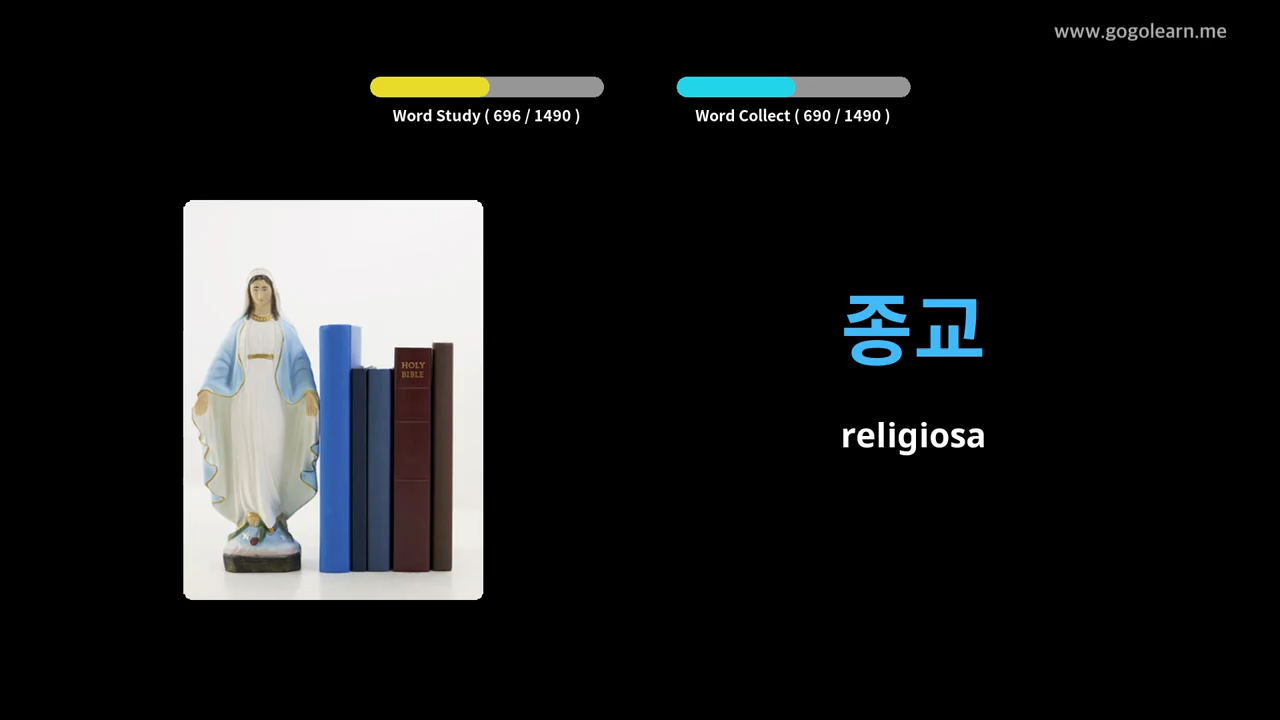 www.gogolearn.me
Word Study ( 696 / 1490 )
Word Collect ( 690 / 1490 )
HOLY
BIBLE
종교
religiosa